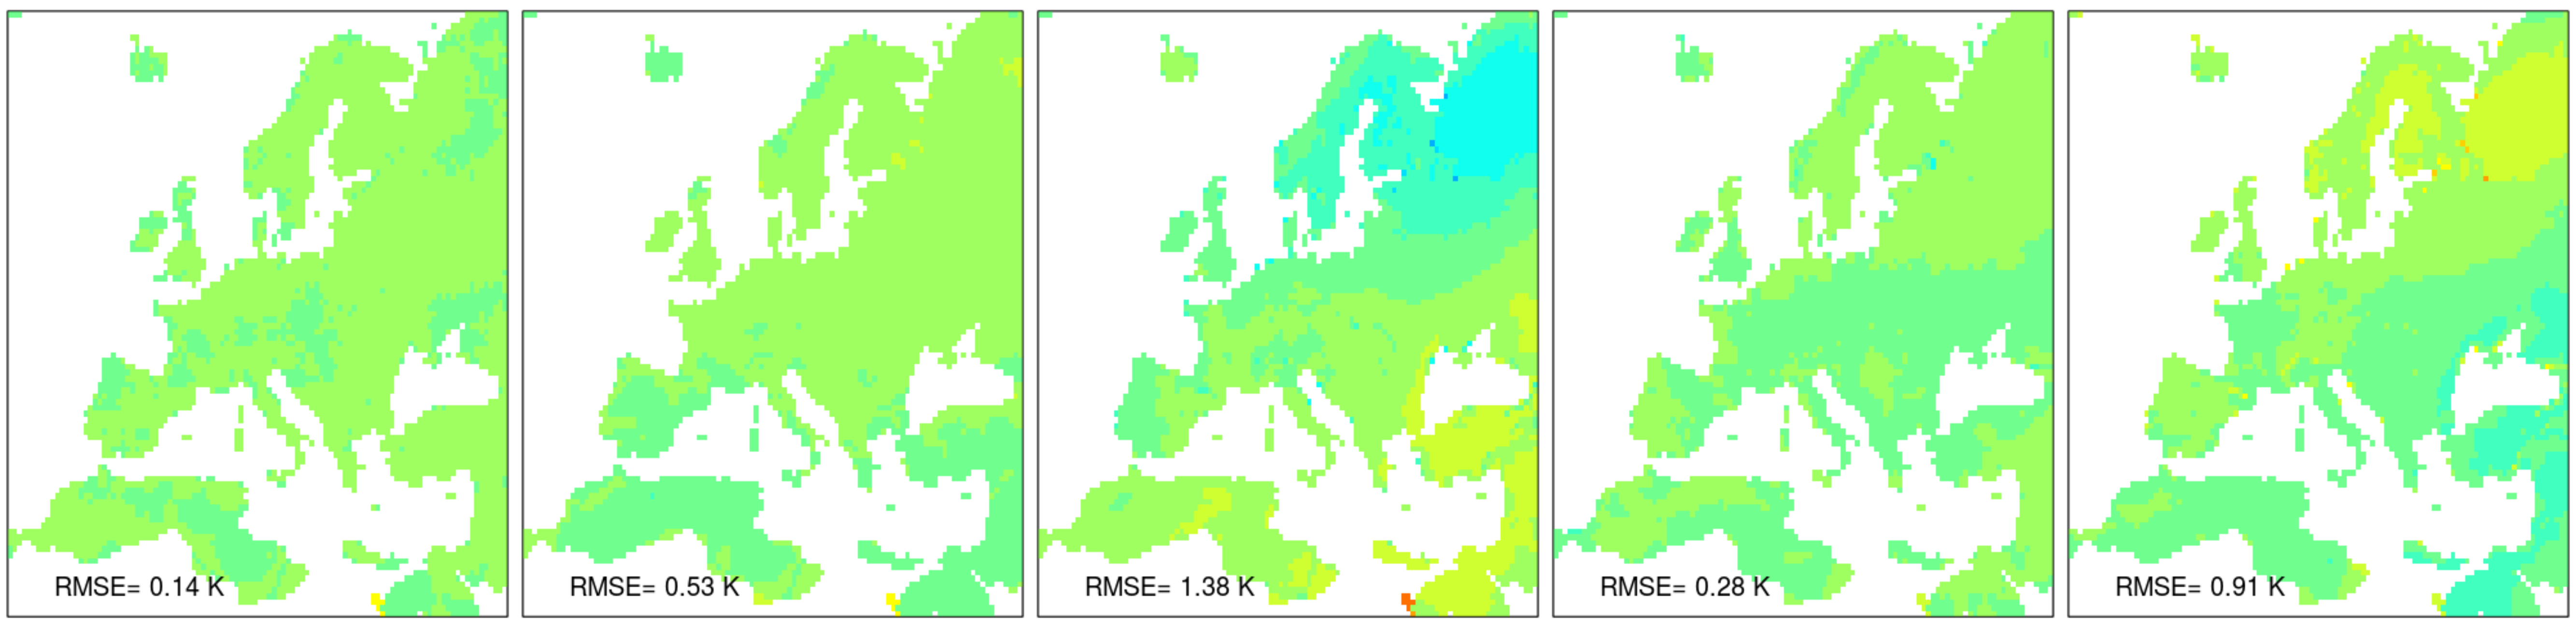 RMSE= 0.14 K
RMSE= 0.53 K
RMSE= 1.38 K
RMSE= 0.28 K
RMSE= 0.91 K